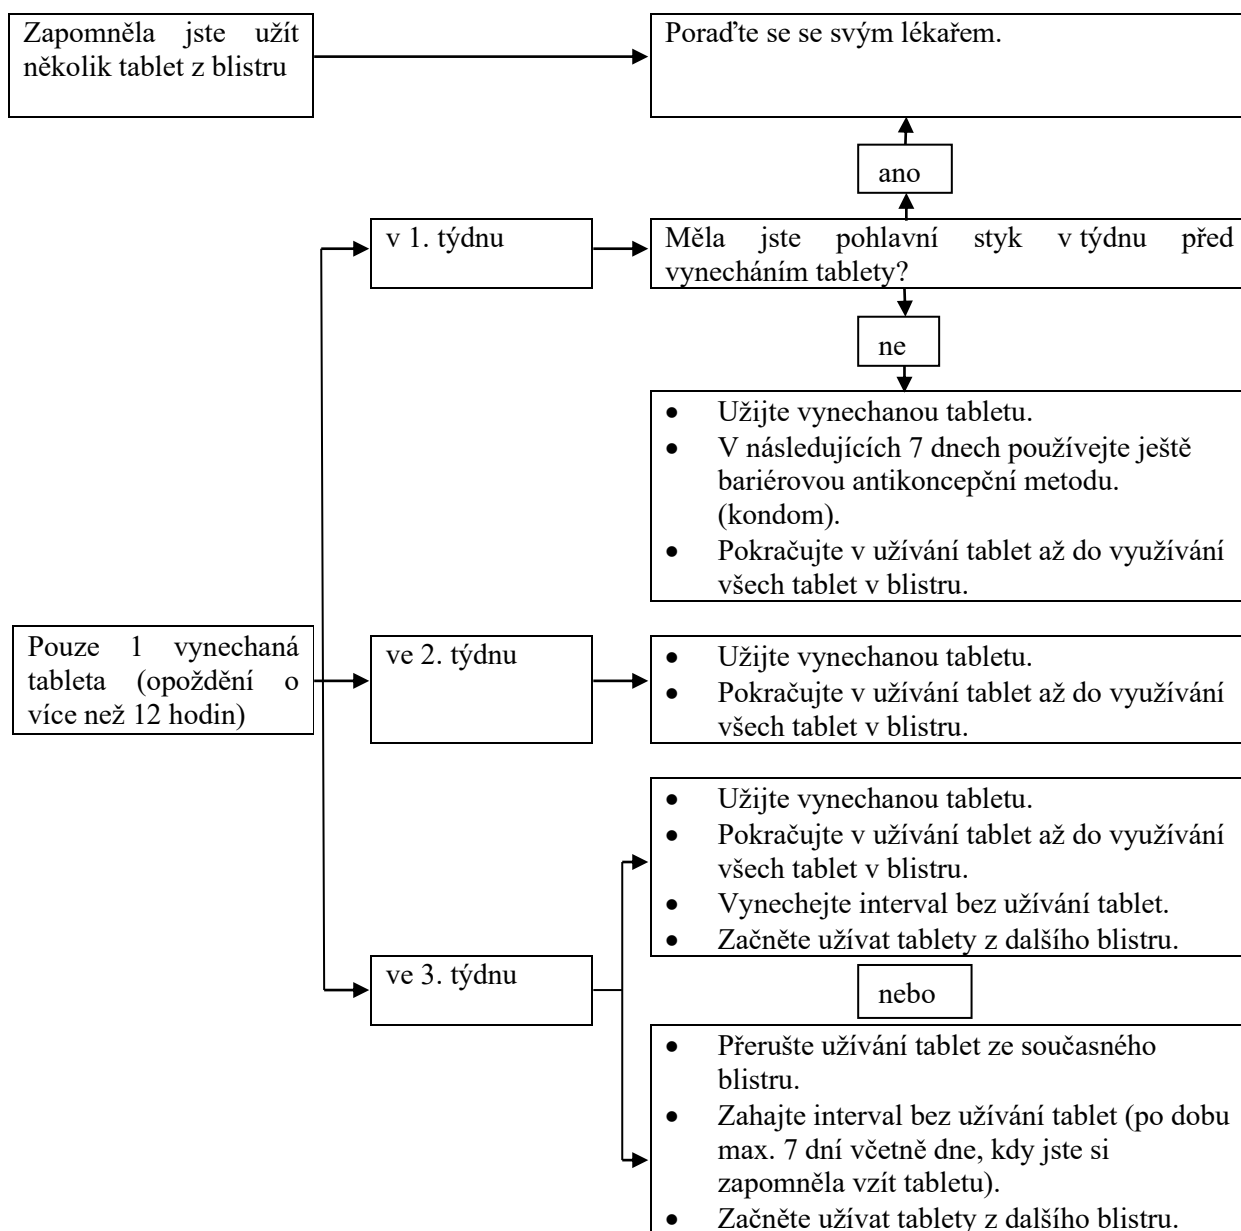 Zapomněla jste užít
několik tablet z blistru
Poraďte se se svým lékařem.
ano
v 1. týdnu
Měla jste pohlavní styk v týdnu před
vynecháním tablety?
ne
• Užijte vynechanou tabletu.
• V následujících 7 dnech používejte ještě
bariérovou antikoncepční metodu.
(kondom).
• Pokračujte v užívání tablet až do využívání
všech tablet v blistru.
Pouze 1 vynechaná
tableta (opoždění o
více než 12 hodin)
ve 2. týdnu
• Užijte vynechanou tabletu.
• Pokračujte v užívání tablet až do využívání
všech tablet v blistru.
ve 3. týdnu
• Užijte vynechanou tabletu.
• Pokračujte v užívání tablet až do využívání
všech tablet v blistru.
• Vynechejte interval bez užívání tablet.
• Začněte užívat tablety z dalšího blistru.
nebo
• Přerušte užívání tablet ze současného
blistru.
• Zahajte interval bez užívání tablet (po dobu
max. 7 dní včetně dne, kdy jste si
zapomněla vzít tabletu).
• Začněte užívat tablety z dalšího blistru.